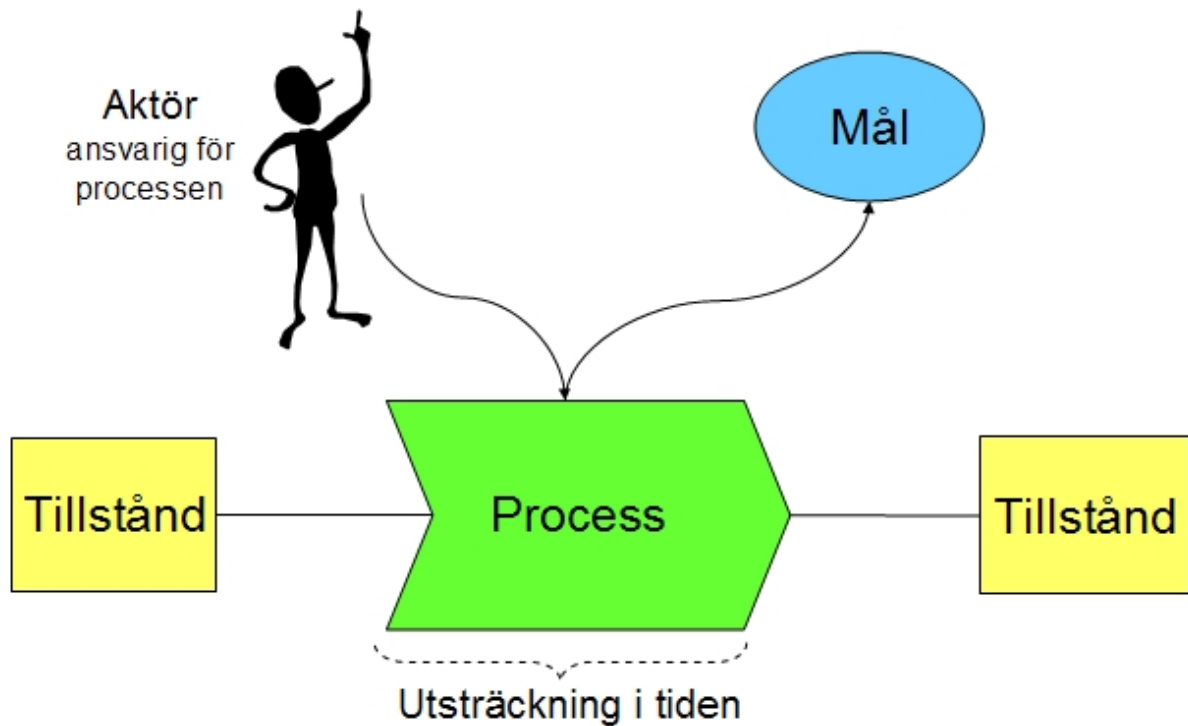 Aktör
ansvarig för
processen
Mål
Tillstånd
Process
Tillstånd
Utsträckning i tiden